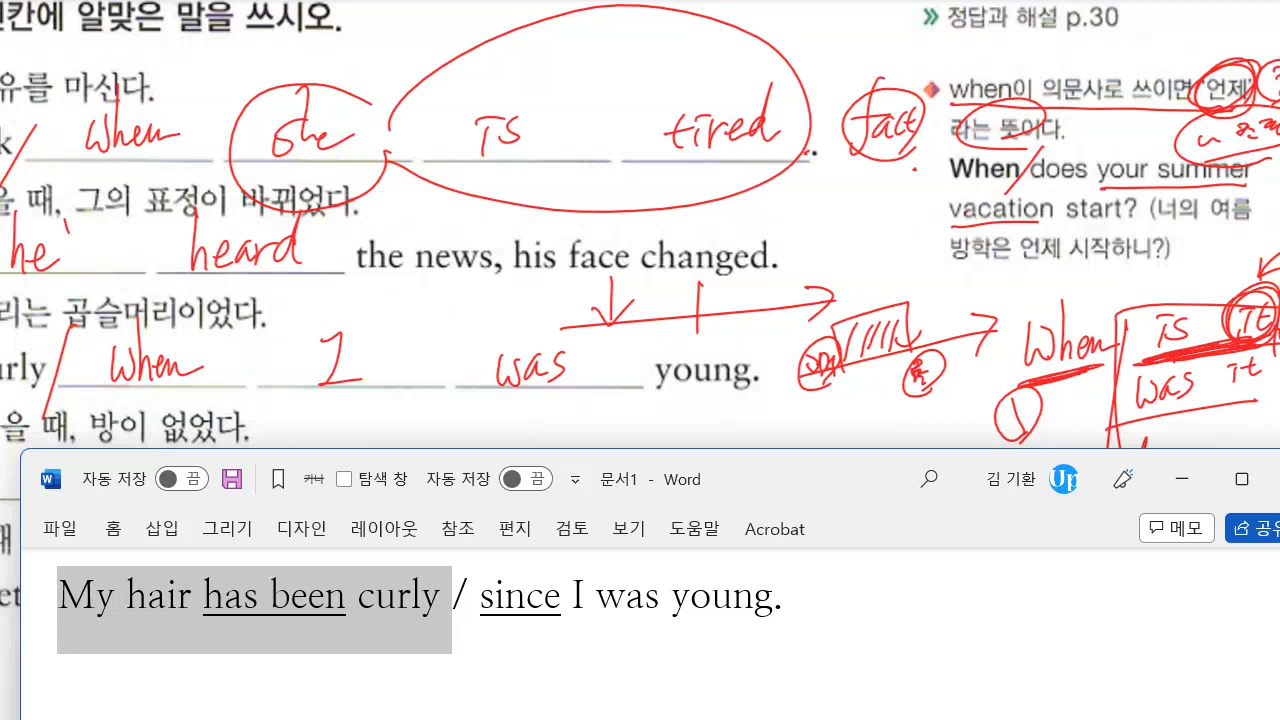 빈칸에 알맞은 말을 쓰시오.
» 정답과 해설 p.30
유를 마신다.
k when she is tired . fact
when이 의문사로 쓰이면 '언제'
라는 뜻이다.
When does your summer
vacation start? (너의 여름
방학은 언제 시작하니?)
을 때, 그의 표정이 바뀌었다.
he heard the news, his face changed.
리는 곱슬머리이었다.
urly when I was young.
을 때, 방이 없었다.
when is it
was it
1
자동 저장 끔 커나 탐색 창 자동 저장 끔 문서1 - Word 김 기환 Up
파일 홈 삽입 그리기 디자인 레이아웃 참조 편지 검토 보기 도움말 Acrobat 메모 공유
My hair has been curly / since I was young.